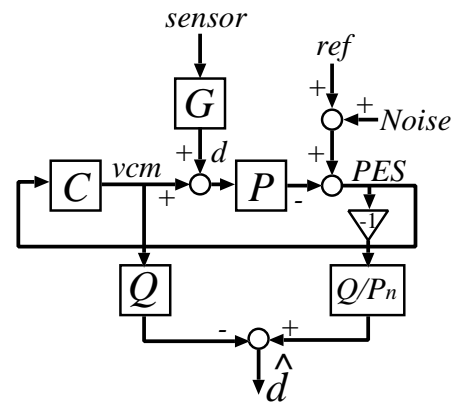 sensor
ref
+
+ Noise
G
+ d
+
vcm
PES
C
+
P
-
-1
Q
Q/Pn
-
+
d̂